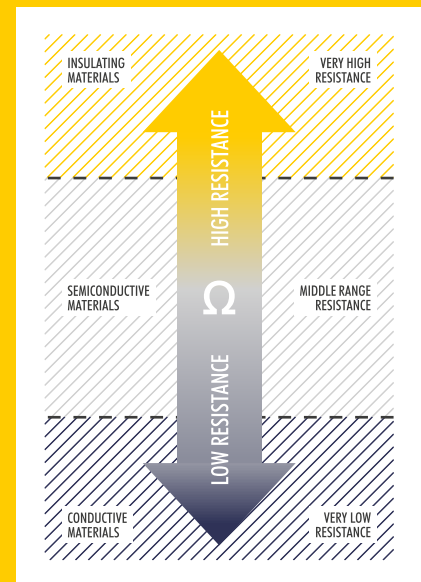 INSULATING
MATERIALS
VERY HIGH
RESISTANCE
HIGH RESISTANCE
SEMICONDUCTIVE
MATERIALS
Ω
MIDDLE RANGE
RESISTANCE
LOW RESISTANCE
CONDUCTIVE
MATERIALS
VERY LOW
RESISTANCE